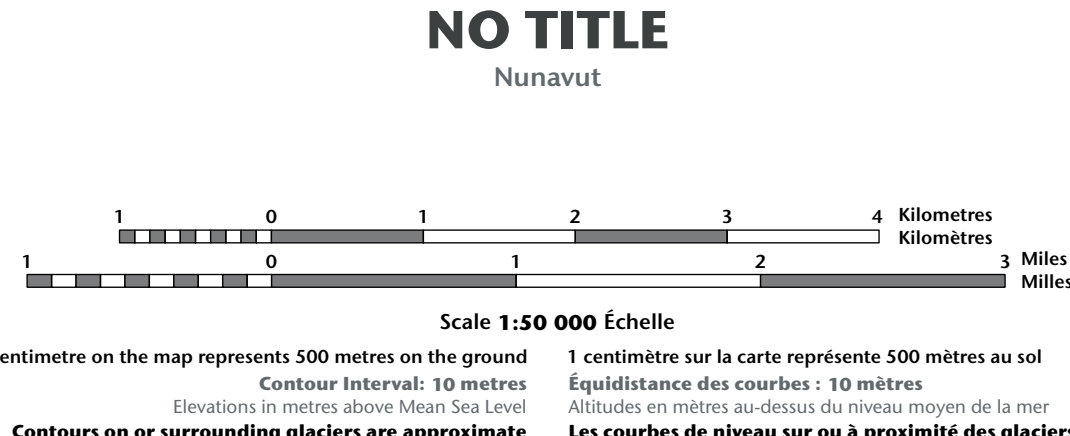 NO TITLE
Nunavut
1 0 1 2 3 4 Kilometres
Kilomètres
1 0 1 2 3 Miles
Milles
Scale 1:50 000 Échelle
entimetre on the map represents 500 metres on the ground
1 centimètre sur la carte représente 500 mètres au sol
Contour Interval: 10 metres
Équidistance des courbes : 10 mètres
Elevations in metres above Mean Sea Level
Altitudes en mètres au-dessus du niveau moyen de la mer
Contours on or surrounding glaciers are approximate
Les courbes de niveau sur ou à proximité des glaciers